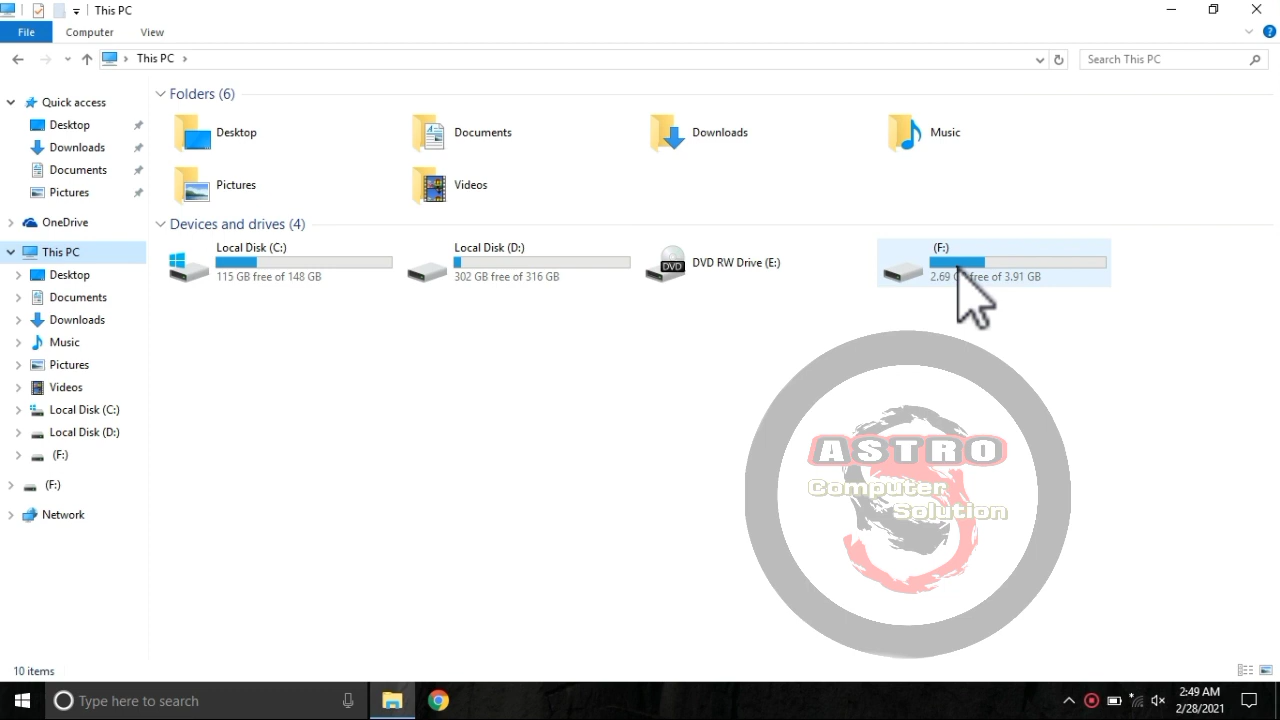 This PC
File Computer View
This PC
Search This PC
Quick access
Desktop
Downloads
Documents
Pictures
OneDrive
This PC
Desktop
Documents
Downloads
Music
Pictures
Videos
Local Disk (C:)
Local Disk (D:)
(F:)
(F:)
Network
Folders (6)
Desktop
Documents
Downloads
Music
Pictures
Videos
Devices and drives (4)
Local Disk (C:)
115 GB free of 148 GB
Local Disk (D:)
302 GB free of 316 GB
DVD
DVD RW Drive (E:)
(F:)
2.69 free of 3.91 GB
ASTRO
Computer
Solution
10 items
Type here to search
2:49 AM
2/28/2021